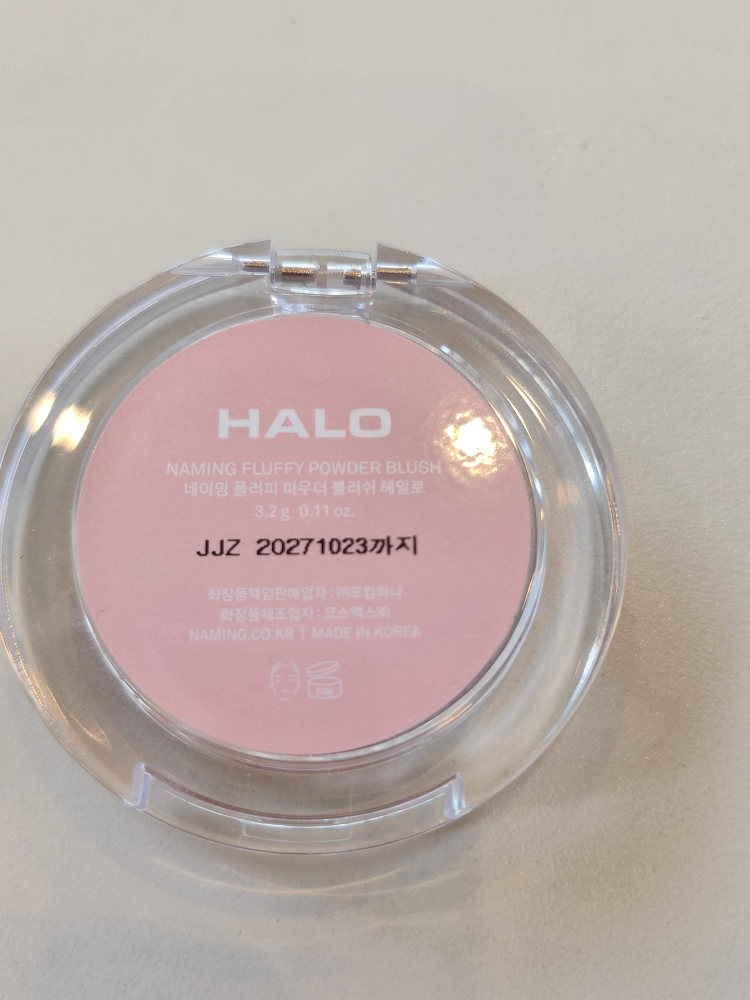 HALO
NAMING FLUFFY POWDER BLUSH
네이밍 플러피 파우더 블러쉬 헤일로
3.2 g 0.11 oz.
JJZ 20271023까지
화장품책임판매업자 : ㈜포컴퍼니
화장품제조업자 : 코스맥스㈜
NAMING.CO.KR | MADE IN KOREA